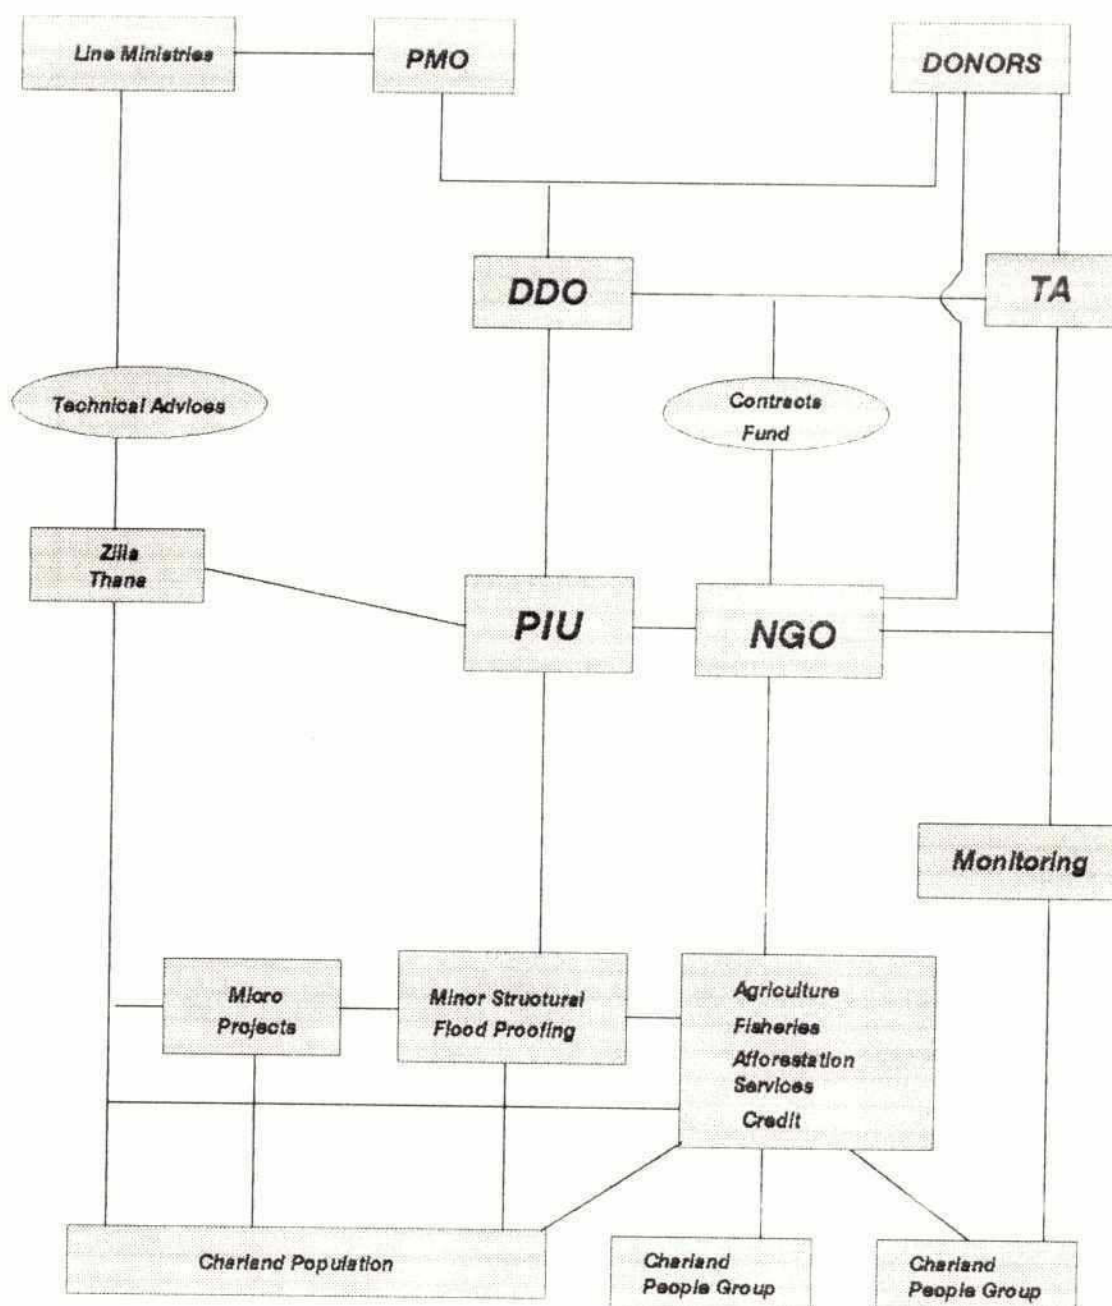 Line Ministries
PMO
DONORS
DDO
TA
Technical Advices
Contracts
Fund
Zilla
Thana
PIU
NGO
Monitoring
Micro
Projects
Minor Structural
Flood Proofing
Agriculture
Fisheries
Afforestation
Services
Credit
Charland Population
Charland
People Group
Charland
People Group